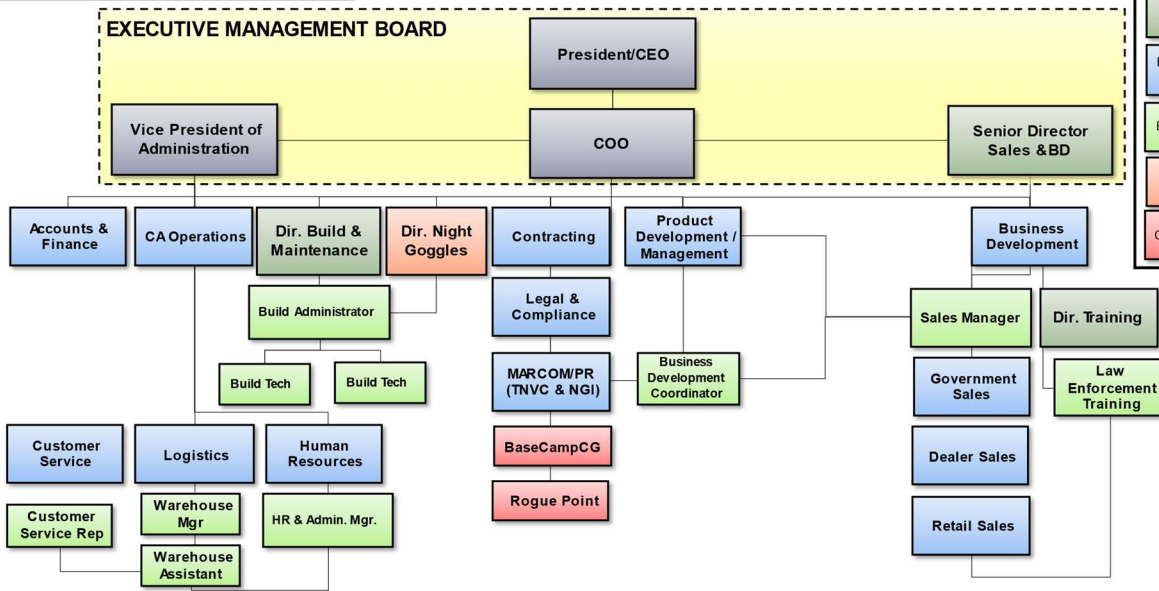 EXECUTIVE MANAGEMENT BOARD
President/CEO
Vice President of
Administration
COO
Senior Director
Sales &BD
Accounts &
Finance
CA Operations
Dir. Build &
Maintenance
Dir. Night
Goggles
Contracting
Product
Development /
Management
Business
Development
Build Administrator
Legal &
Compliance
Sales Manager
Dir. Training
Build Tech
Build Tech
MARCOM/PR
(TNVC & NGI)
Business
Development
Coordinator
Government
Sales
Law
Enforcement
Training
Customer
Service
Logistics
Human
Resources
BaseCampCG
Dealer Sales
Rogue Point
Customer
Service Rep
Warehouse
Mgr
HR & Admin. Mgr.
Retail Sales
Warehouse
Assistant